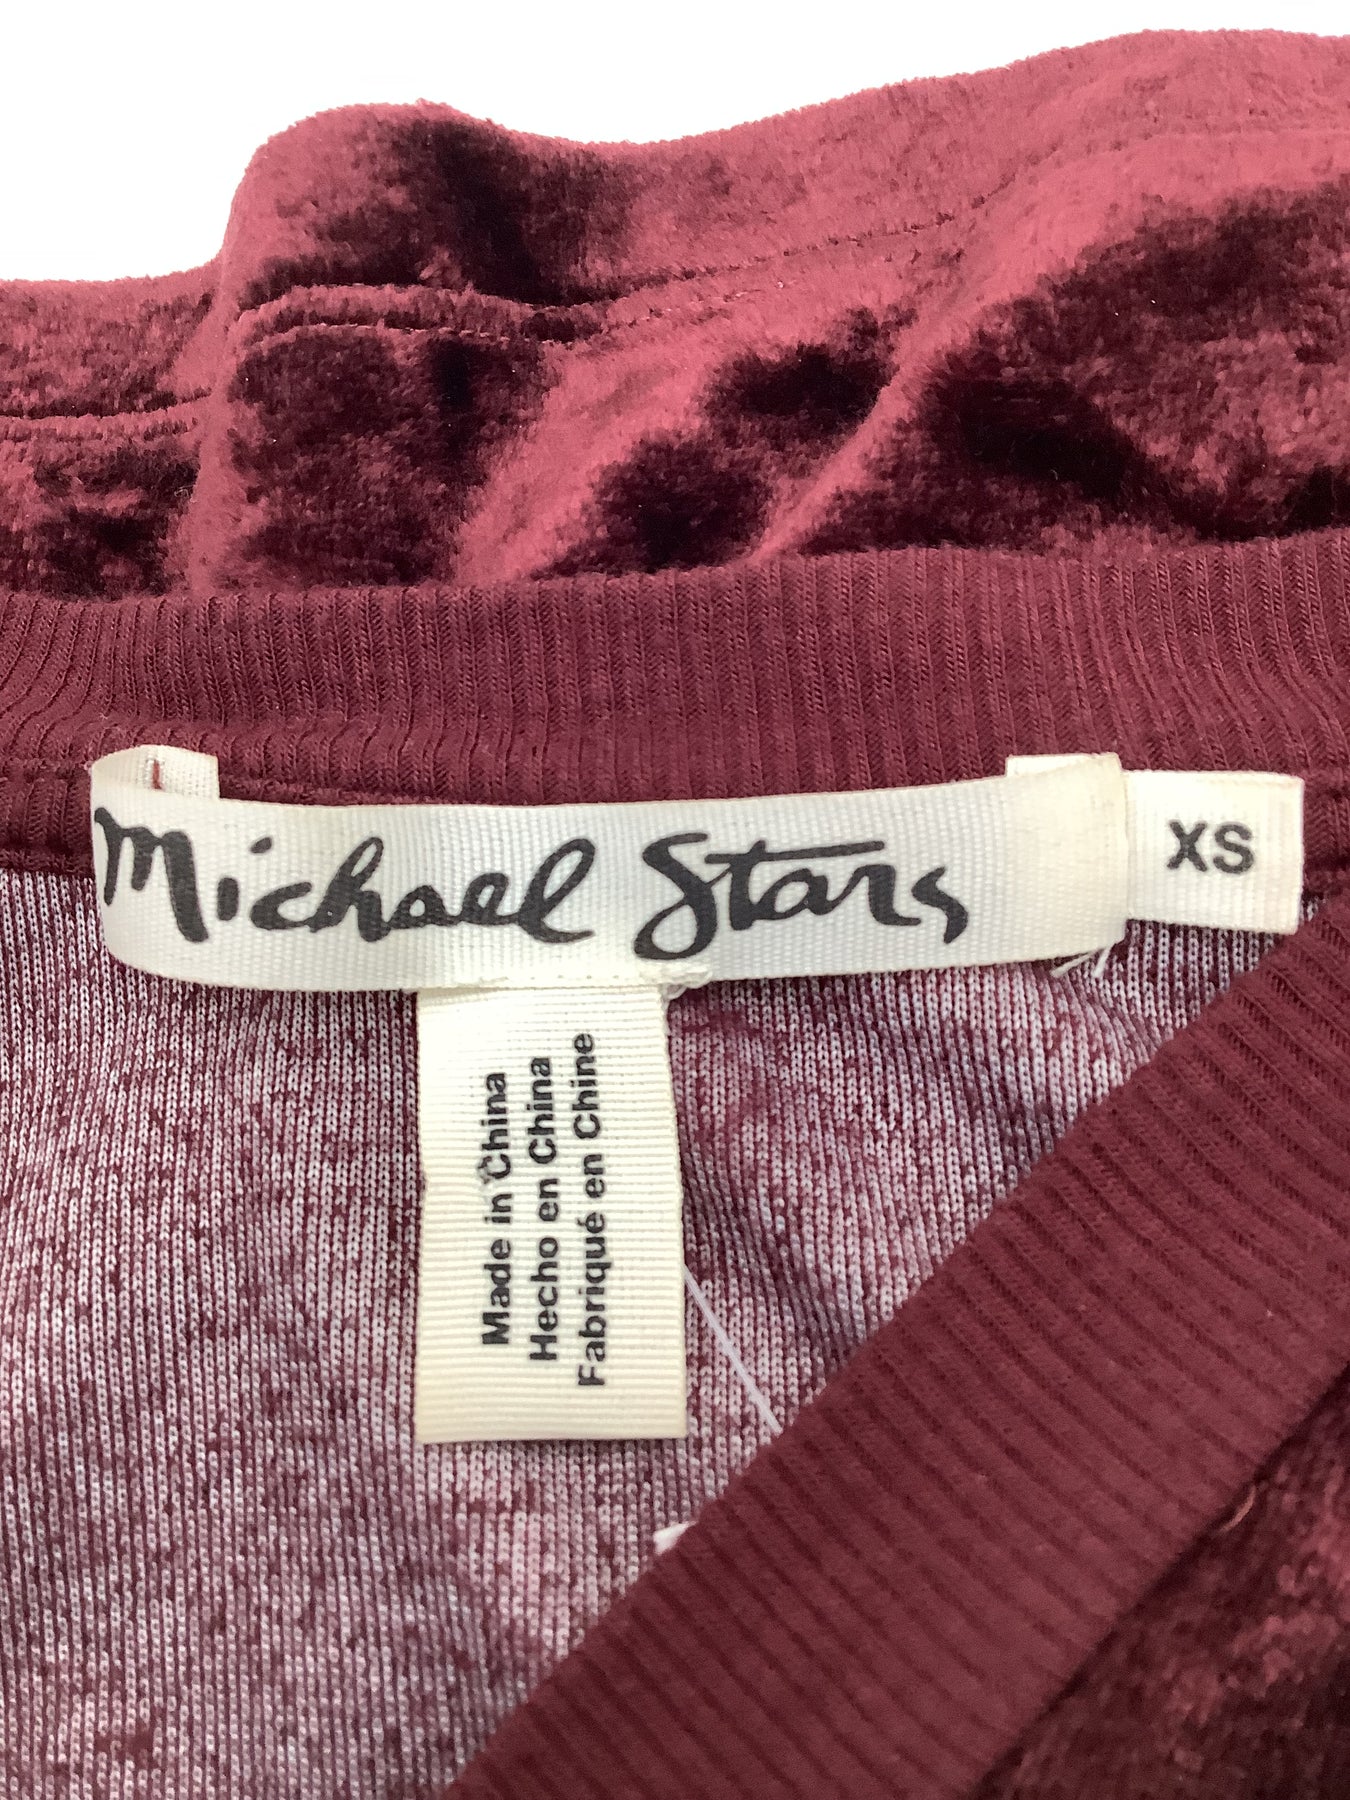 Michael Stars
XS
Made in China
Hecho en China
Fabriqué en Chine